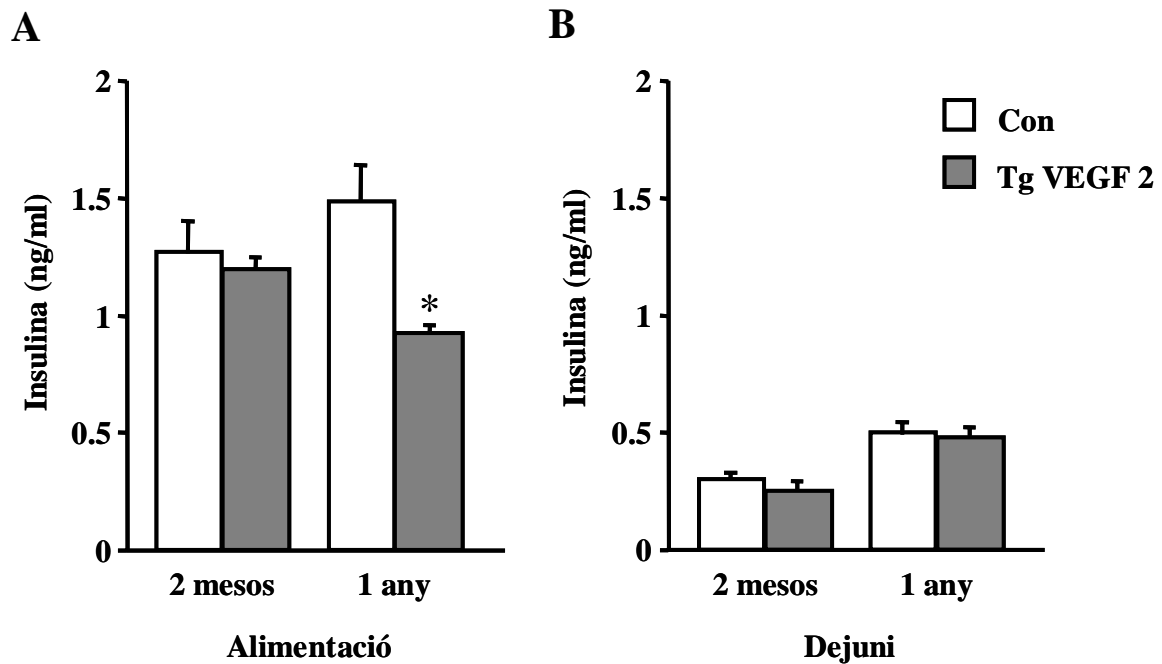 A
Insulina (ng/ml)
2
1.5
1
0.5
0
*
2 mesos
1 any
Alimentació
B
Insulina (ng/ml)
2
1.5
1
0.5
0
Con
Tg VEGF 2
2 mesos
1 any
Dejuni